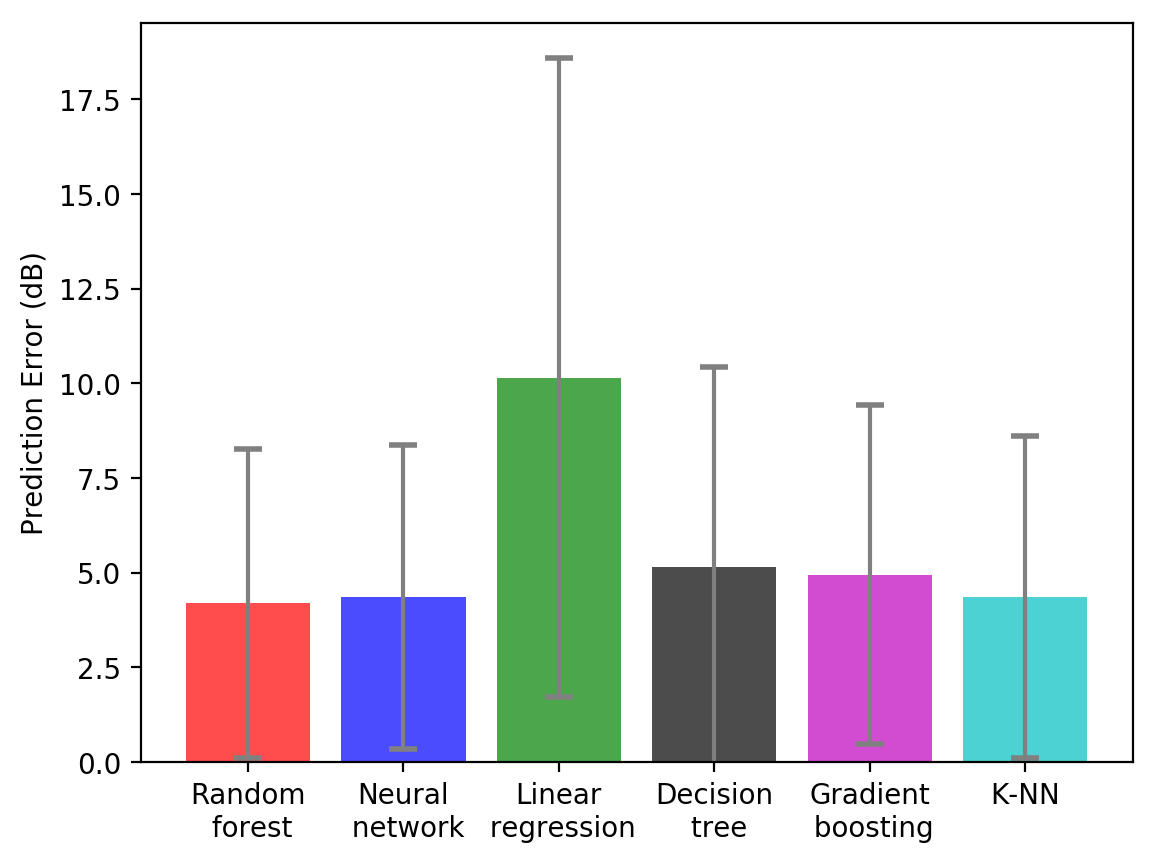 Prediction Error (dB)
17.5
15.0
12.5
10.0
7.5
5.0
2.5
0.0
Random
forest
Neural
network
Linear
regression
Decision
tree
Gradient
boosting
K-NN